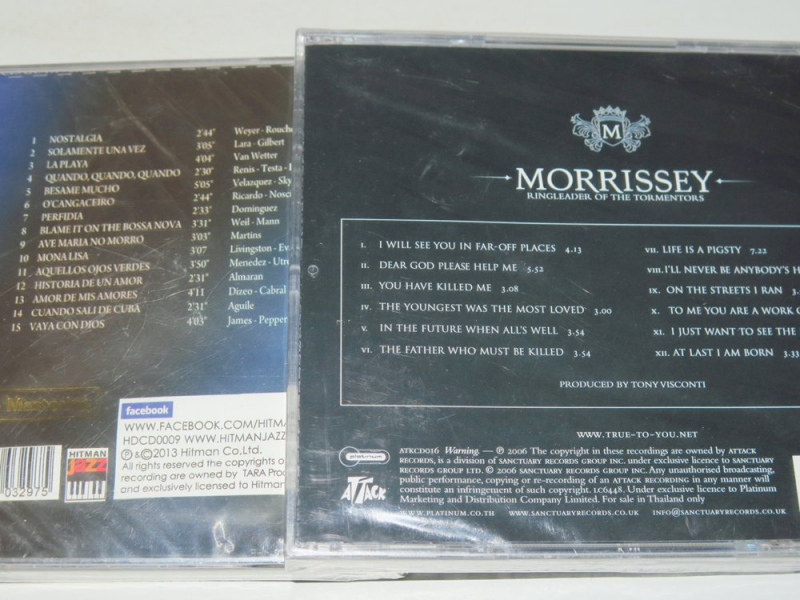 1 NOSTALGIA 2'44" Weyer - Rouche
2 SOLAMENTE UNA VEZ 3'05" Lara - Gilbert
3 LA PLAYA 4'04" Van Wetter
4 QUANDO, QUANDO, QUANDO 2'30" Renis - Testa -
5 BESAME MUCHO 5'05" Velazquez - Sky
6 O'CANGACEIRO 2'44" Ricardo - Nosc
7 PERFIDIA 2'33" Dominguez
8 BLAME IT ON THE BOSSA NOVA 3'31" Weil - Mann
9 AVE MARIA NO MORRO 3'03" Martins
10 MONA LISA 3'07 Livingston - Eva
11 AQUELLOS OJOS VERDES 3'50" Menedez - Utr
12 HISTORIA DE UN AMOR 2'31" Almaran
13 AMOR DE MIS AMORES 4'11 Dizeo - Cabral
14 CUANDO SALI DE CUBA 2'31" Aguile
15 VAYA CON DIOS 4'03" James - Pepper
facebook
WWW.FACEBOOK.COM/HITMA
HDCD0009 WWW.HITMANJAZZ
℗&©2013 Hitman Co,Ltd.
All rights reserved the copyrights o
recording are owned by TARA Proc
and exclusively licensed to Hitman
HITMAN
jazz
032975
M
MORRISSEY
RINGLEADER OF THE TORMENTORS
I. I WILL SEE YOU IN FAR-OFF PLACES 4.13
II. DEAR GOD PLEASE HELP ME 5.52
III. YOU HAVE KILLED ME 3.08
IV. THE YOUNGEST WAS THE MOST LOVED 3.00
V. IN THE FUTURE WHEN ALL'S WELL 3.54
VI. THE FATHER WHO MUST BE KILLED 3.54
VII. LIFE IS A PIGSTY 7.22
VIII. I'LL NEVER BE ANYBODY'S H
IX. ON THE STREETS I RAN 3.
X. TO ME YOU ARE A WORK O
XI. I JUST WANT TO SEE THE
XII. AT LAST I AM BORN 3.33
PRODUCED BY TONY VISCONTI
WWW.TRUE-TO-YOU.NET
platinum
ATTACK
ATKCD016 Warning — ℗ 2006 The copyright in these recordings are owned by ATTACK
RECORDS, is a division of SANCTUARY RECORDS GROUP INC. under exclusive licence to SANCTUARY
RECORDS GROUP LTD. © 2006 SANCTUARY RECORDS GROUP INC. Any unauthorised broadcasting,
public performance, copying or re-recording of an ATTACK RECORDING in any manner will
constitute an infringement of such copyright. 1C6448. Under exclusive licence to Platinum
Marketing and Distribution Company Limited. For sale in Thailand only
WWW.PLATINUM.CO.TH WWW.SANCTUARYRECORDS.CO.UK INFO@SANCTUARYRECORDS.CO.UK